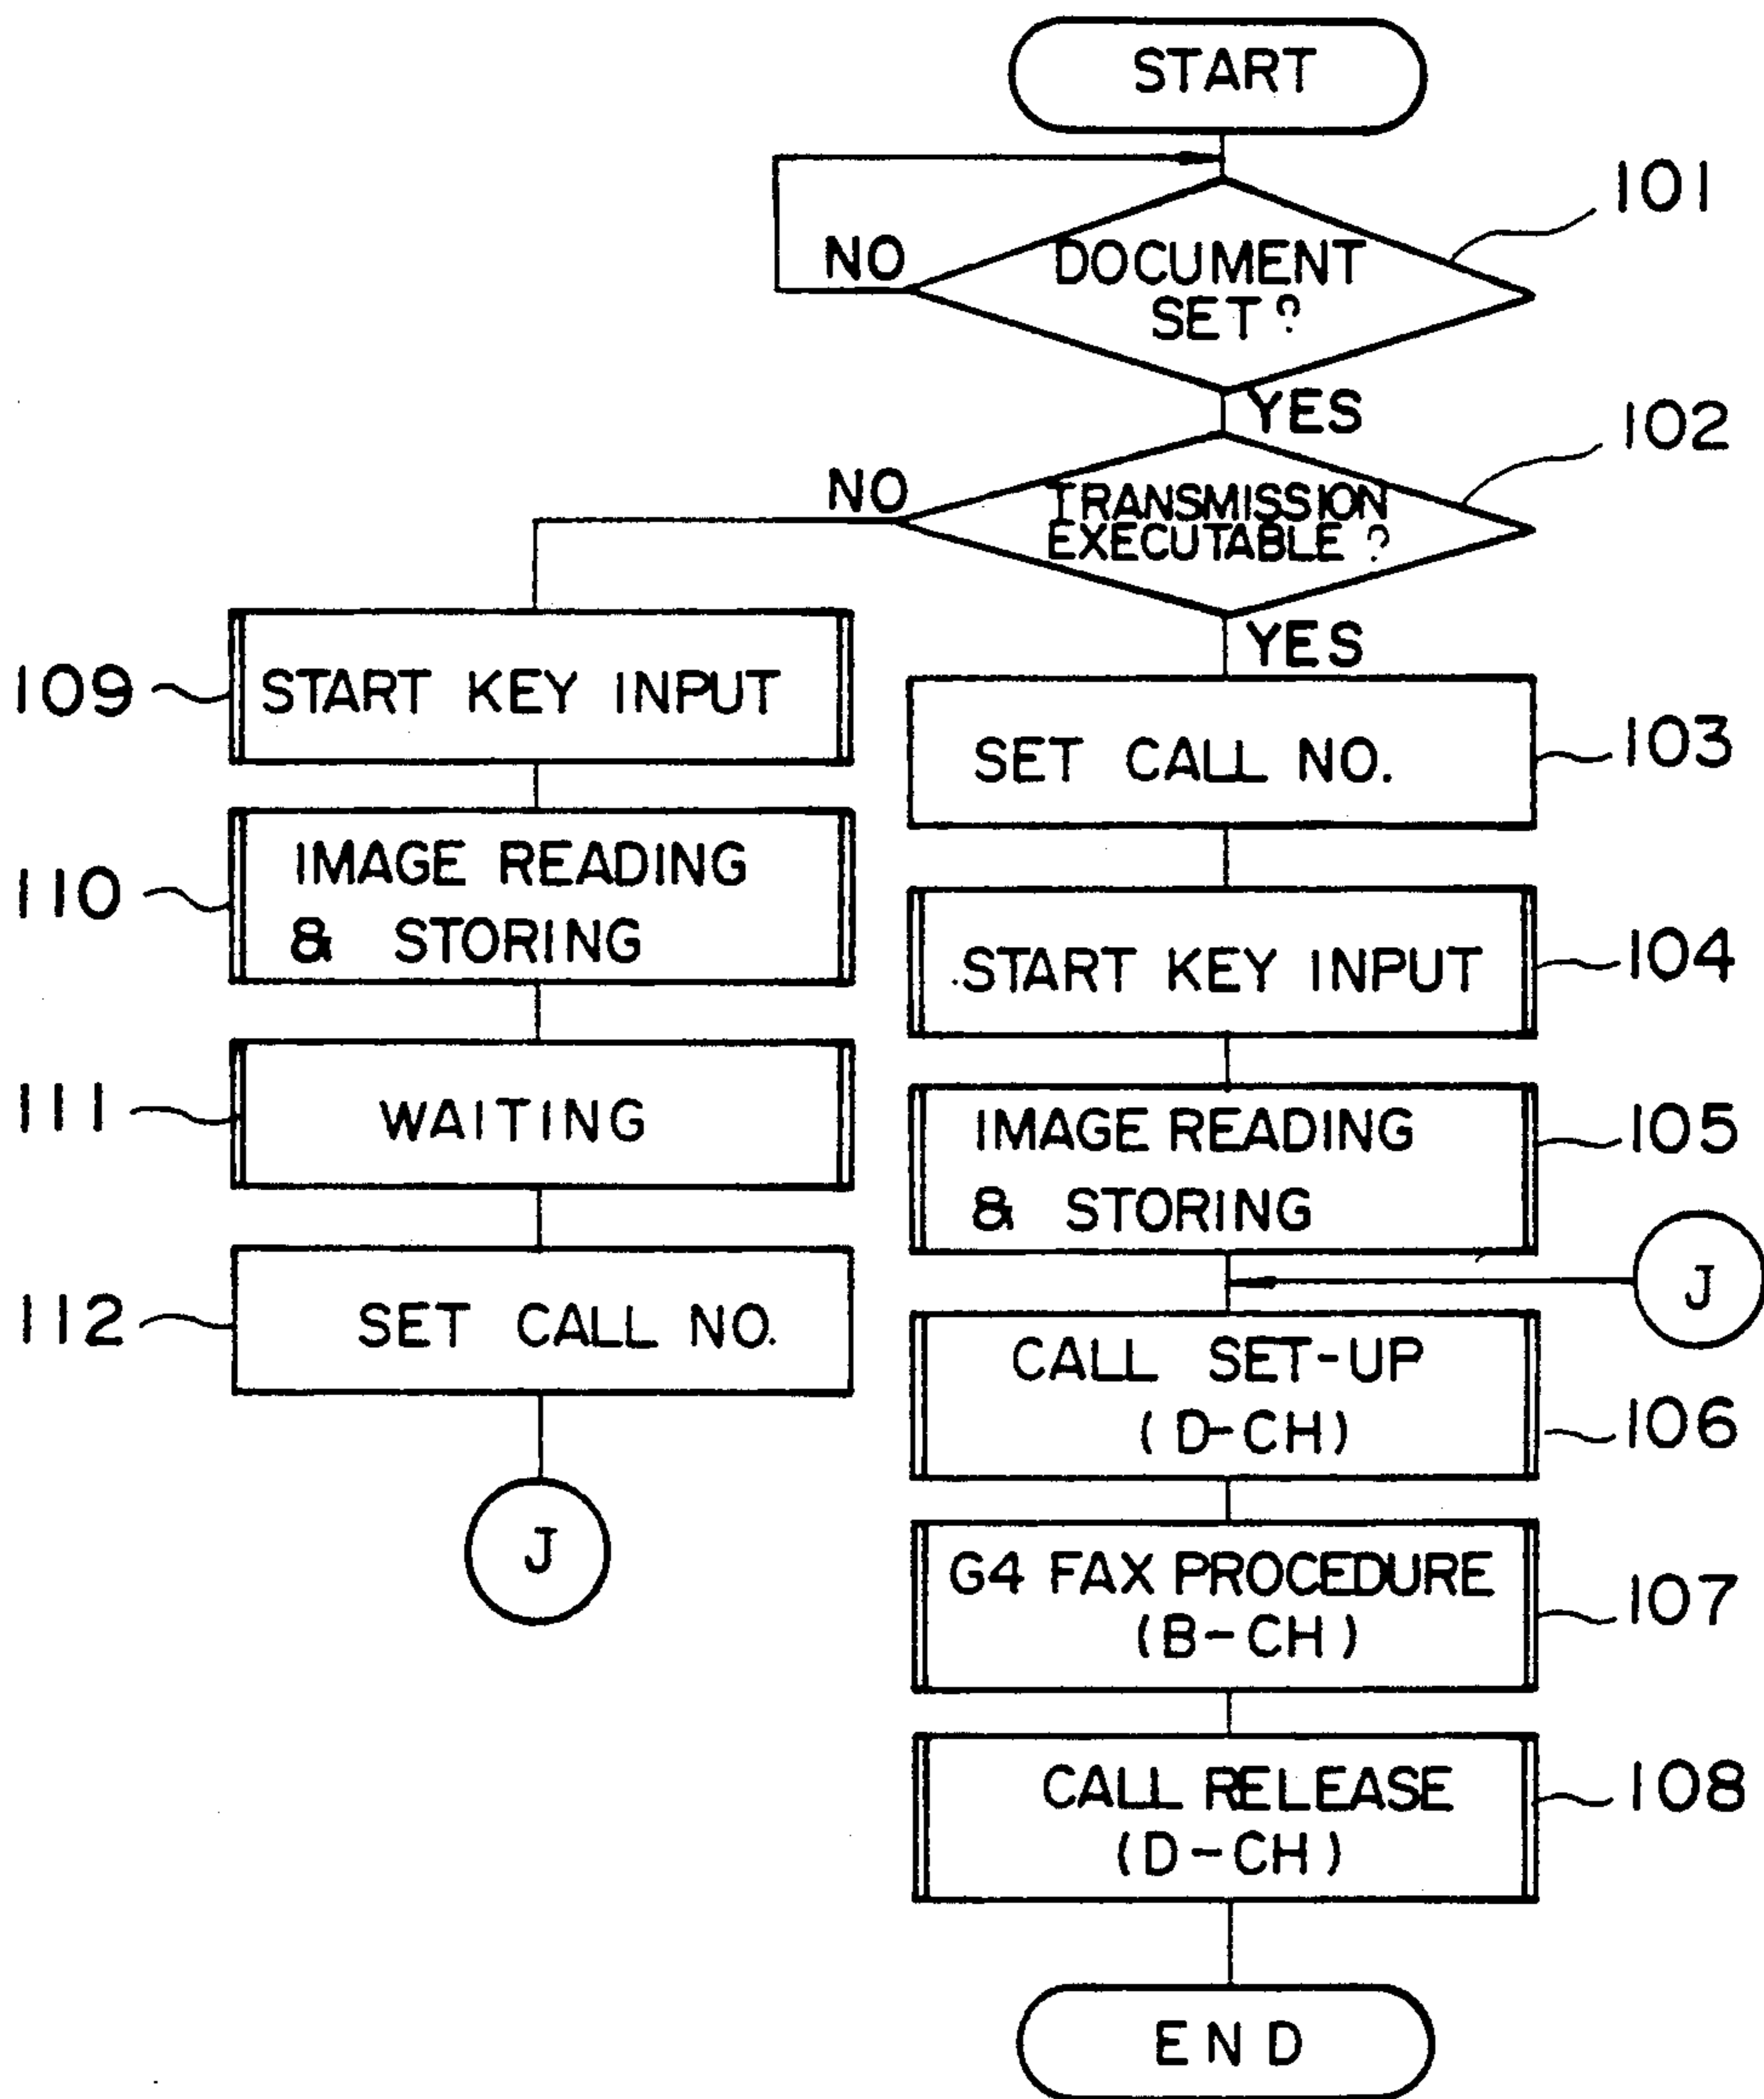 START
101
NO
DOCUMENT
SET?
YES
102
NO
TRANSMISSION
EXECUTABLE?
YES
109
START KEY INPUT
SET CALL NO.
103
110
IMAGE READING
& STORING
START KEY INPUT
104
111
WAITING
IMAGE READING
& STORING
105
J
112
SET CALL NO.
CALL SET-UP
(D-CH)
106
J
G4 FAX PROCEDURE
(B-CH)
107
CALL RELEASE
(D-CH)
108
END